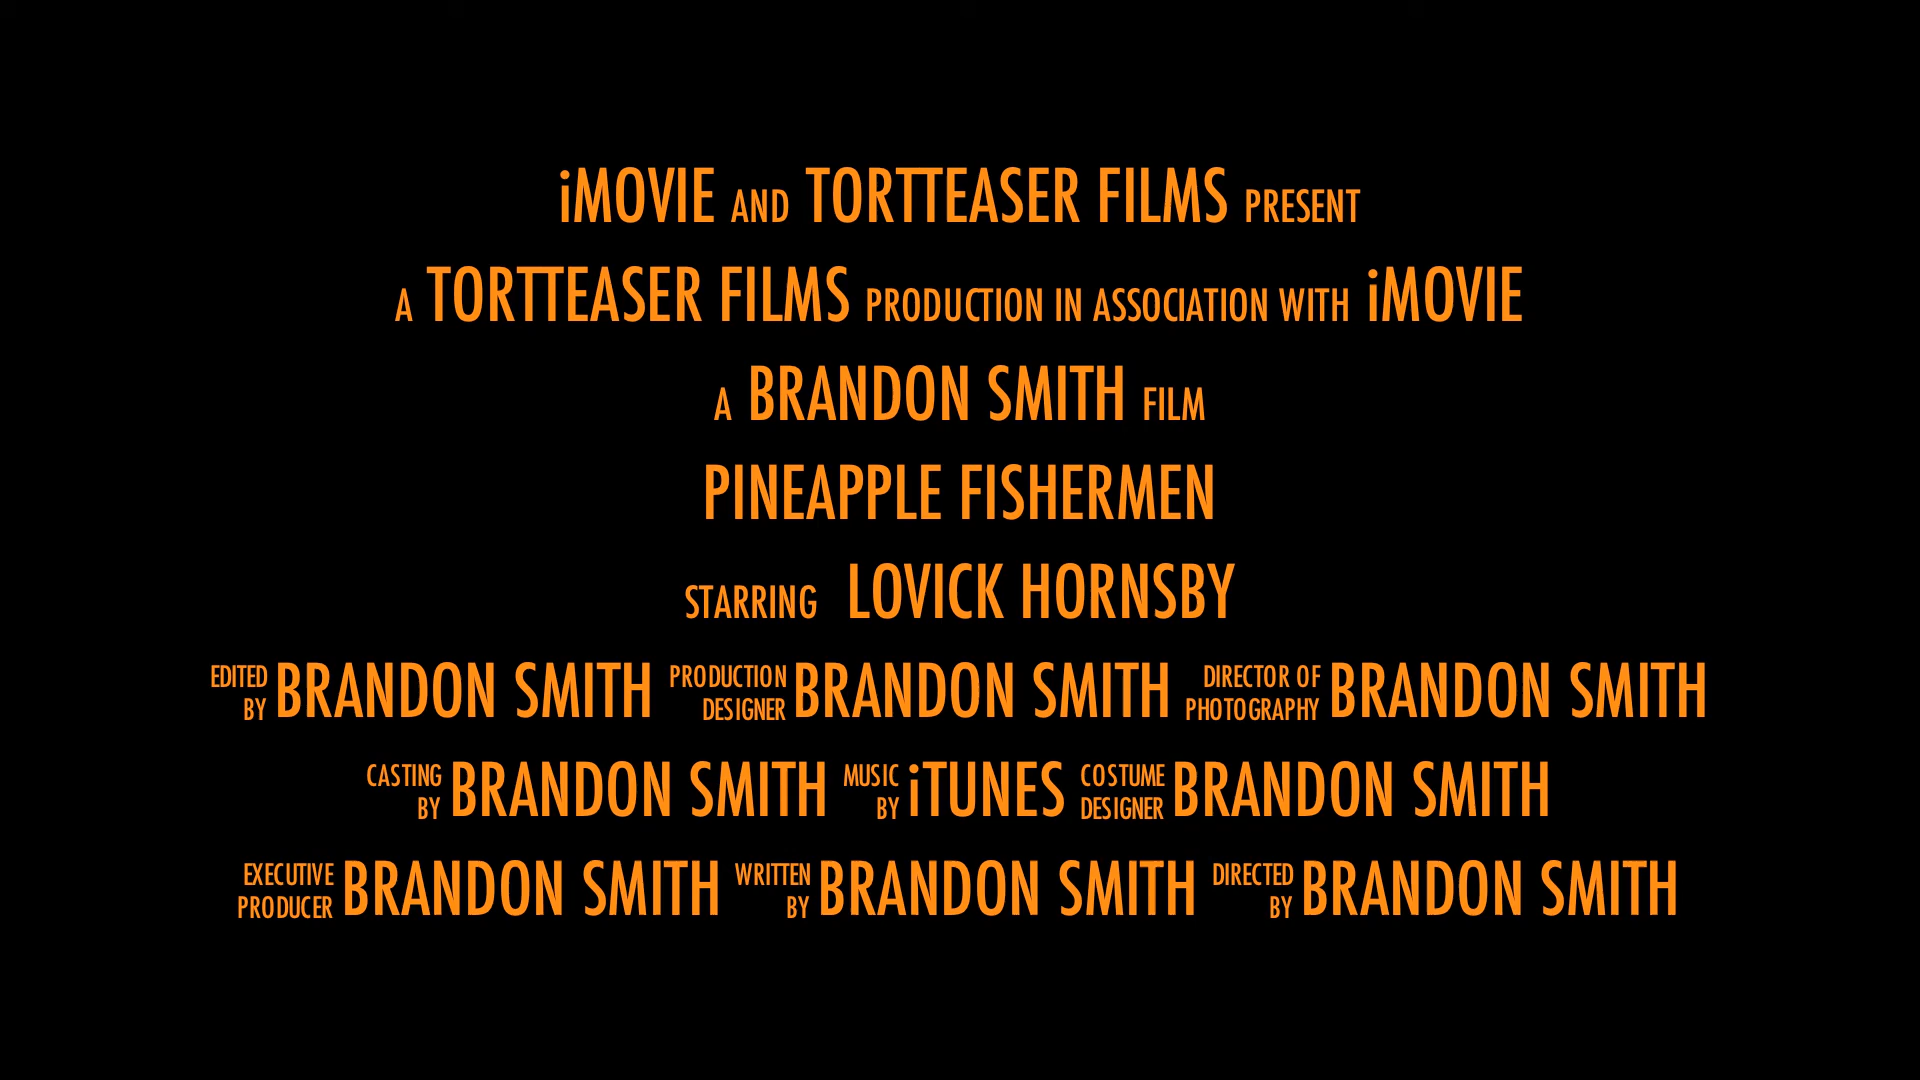 iMOVIE AND TORTTEASER FILMS PRESENT
A TORTTEASER FILMS PRODUCTION IN ASSOCIATION WITH iMOVIE
A BRANDON SMITH FILM
PINEAPPLE FISHERMEN
STARRING LOVICK HORNSBY
EDITED BY BRANDON SMITH PRODUCTION DESIGNER BRANDON SMITH DIRECTOR OF PHOTOGRAPHY BRANDON SMITH
CASTING BY BRANDON SMITH MUSIC BY iTUNES COSTUME DESIGNER BRANDON SMITH
EXECUTIVE PRODUCER BRANDON SMITH WRITTEN BY BRANDON SMITH DIRECTED BY BRANDON SMITH